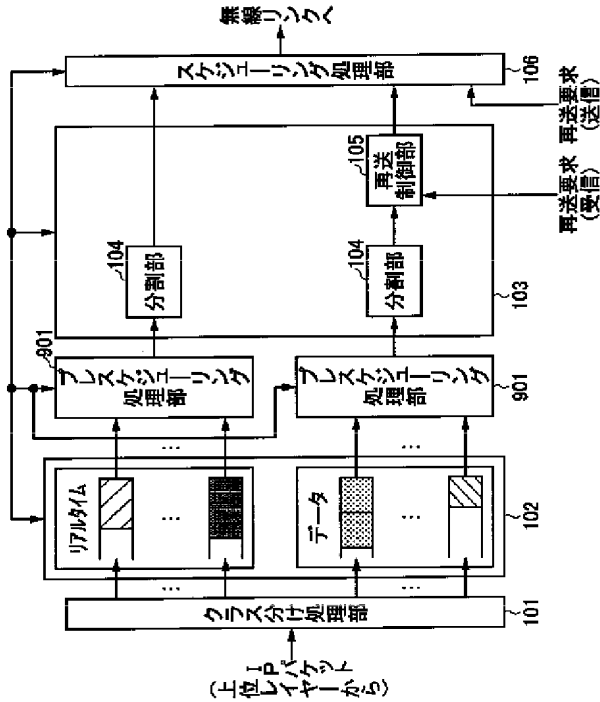 IPパケット
(上位レイヤーから)
クラス分け処理部
101
リアルタイム
データ
102
プレスケジューリング
処理部
901
プレスケジューリング
処理部
901
分割部
104
分割部
104
再送
制御部
105
103
再送要求
(受信)
再送要求
(送信)
スケジューリング処理部
106
無線リンクへ